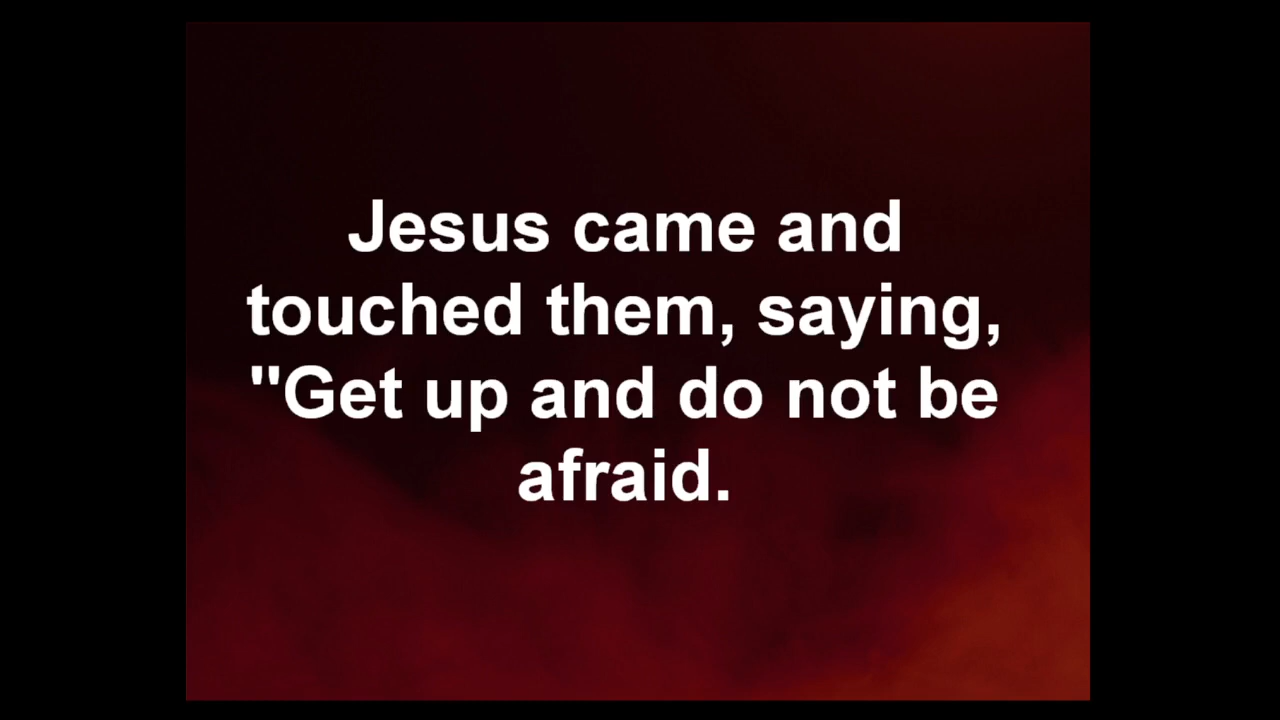 Jesus came and
touched them, saying,
"Get up and do not be
afraid.